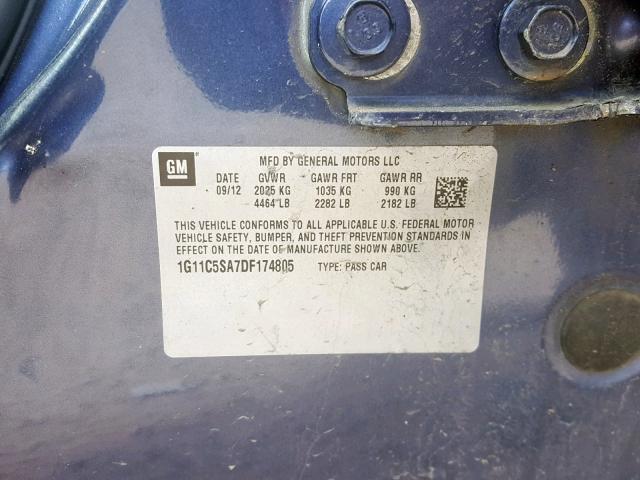 GM
MFD BY GENERAL MOTORS LLC
DATE GVWR GAWR FRT GAWR RR
09/12 2025 KG 1035 KG 990 KG
4464 LB 2282 LB 2182 LB
THIS VEHICLE CONFORMS TO ALL APPLICABLE U.S. FEDERAL MOTOR
VEHICLE SAFETY, BUMPER, AND THEFT PREVENTION STANDARDS IN
EFFECT ON THE DATE OF MANUFACTURE SHOWN ABOVE.
1G11C5SA7DF174805 TYPE: PASS CAR